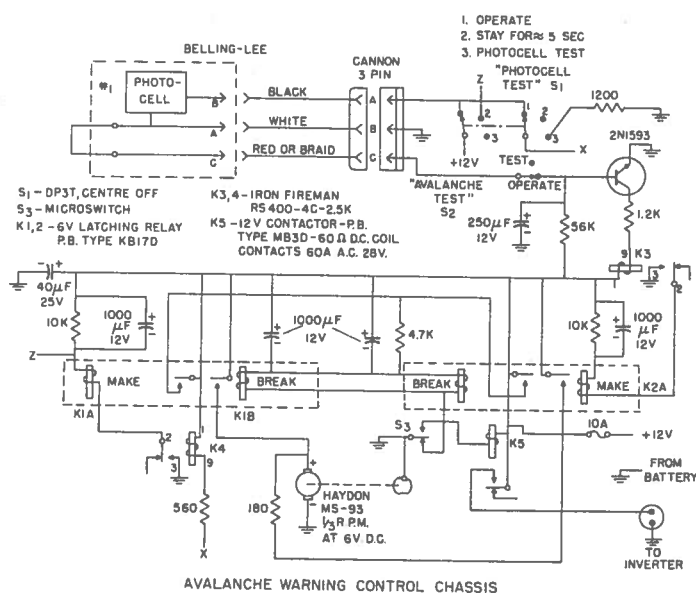 1. OPERATE
2. STAY FOR≈ 5 SEC
3. PHOTOCELL TEST
BELLING-LEE
CANNON
3 PIN
"PHOTOCELL
TEST" S1
#1
PHOTO-
CELL
B
A
C
BLACK
WHITE
RED OR BRAID
A
B
C
Z
1
2
3
2
3
+12V
1200
X
2N1593
TEST
OPERATE
"AVALANCHE
TEST"
S2
250µF
12V
56K
1.2K
S1 - DP3T, CENTRE OFF
S3 - MICROSWITCH
K1,2 - 6V LATCHING RELAY
P.B. TYPE KB17D
K3,4 - IRON FIREMAN
RS400-4C-2.5K
K5 - 12V CONTACTOR - P.B.
TYPE MB3D - 60 Ω D.C. COIL
CONTACTS 60A A.C. 28V.
9
K3
1
3
2
40µF
25V
10K
1000
µF
12V
1000µF
12V
4.7K
10K
1000
µF
12V
Z
MAKE
BREAK
BREAK
MAKE
K2A
K1A
K1B
2
3
1
K4
9
S3
K5
10A
+12V
FROM
BATTERY
560
X
180
+
-
HAYDON
MS-93
1/3 R.P.M.
AT 6V D.C.
TO
INVERTER
AVALANCHE WARNING CONTROL CHASSIS